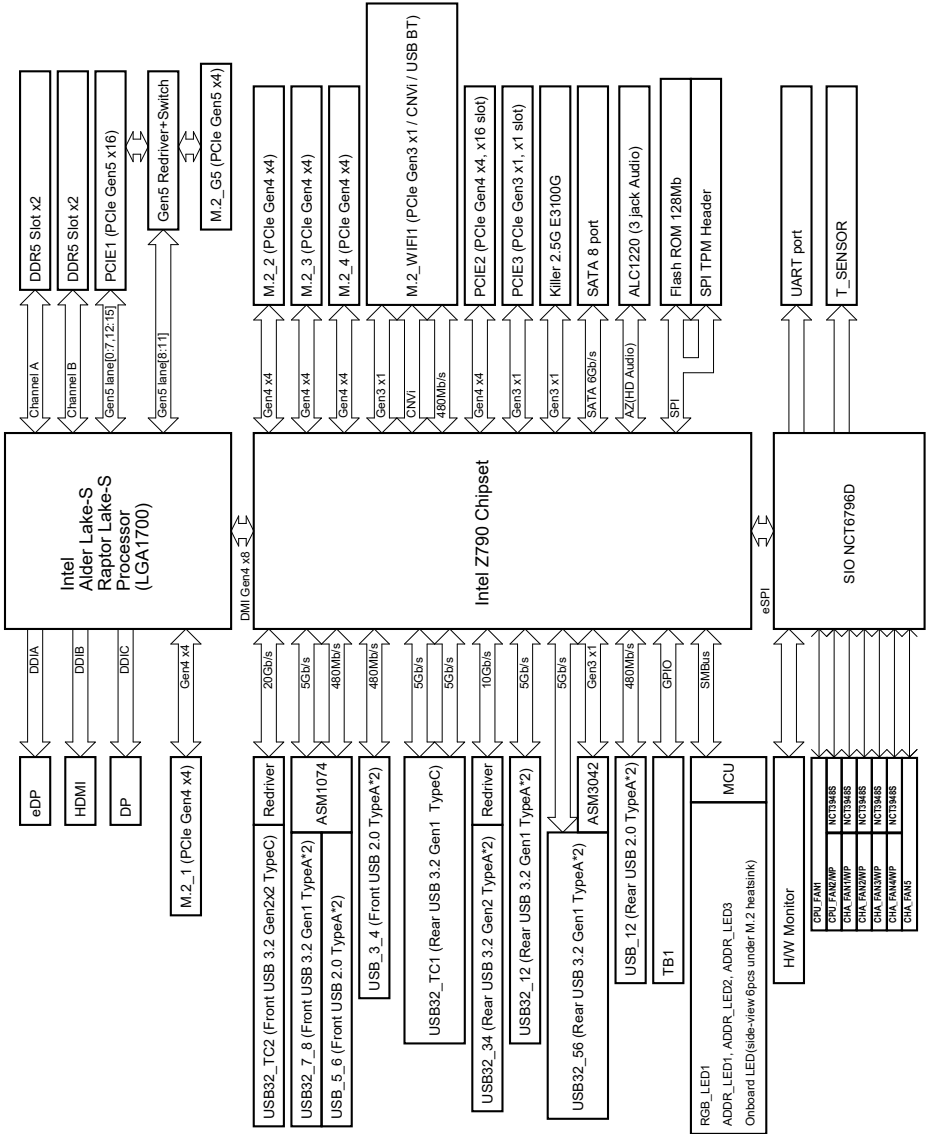 DDR5 Slot x2
DDR5 Slot x2
PCIE1 (PCIe Gen5 x16)
Gen5 Redriver+Switch
M.2_G5 (PCIe Gen5 x4)
M.2_2 (PCIe Gen4 x4)
M.2_3 (PCIe Gen4 x4)
M.2_4 (PCIe Gen4 x4)
M.2_WIFI1 (PCIe Gen3 x1 / CNVi / USB BT)
PCIE2 (PCIe Gen4 x4, x16 slot)
PCIE3 (PCIe Gen3 x1, x1 slot)
Killer 2.5G E3100G
SATA 8 port
ALC1220 (3 jack Audio)
Flash ROM 128Mb
SPI TPM Header
UART port
T_SENSOR
Channel A
Channel B
Gen5 lane[0:7,12:15]
Gen5 lane[8:11]
Gen4 x4
Gen4 x4
Gen4 x4
Gen3 x1
CNVi
480Mb/s
Gen4 x4
Gen3 x1
Gen3 x1
SATA 6Gb/s
AZ(HD Audio)
SPI
Intel
Alder Lake-S
Raptor Lake-S
Processor
(LGA1700)
DMI Gen4 x8
Intel Z790 Chipset
eSPI
SIO NCT6796D
DDIA
DDIB
DDIC
Gen4 x4
20Gb/s
5Gb/s
480Mb/s
480Mb/s
5Gb/s
5Gb/s
10Gb/s
5Gb/s
5Gb/s
Gen3 x1
480Mb/s
GPIO
SMBus
eDP
HDMI
DP
M.2_1 (PCIe Gen4 x4)
USB32_TC2 (Front USB 3.2 Gen2x2 TypeC)
Redriver
USB32_7_8 (Front USB 3.2 Gen1 TypeA*2)
USB_5_6 (Front USB 2.0 TypeA*2)
ASM1074
USB_3_4 (Front USB 2.0 TypeA*2)
USB32_TC1 (Rear USB 3.2 Gen1 TypeC)
USB32_34 (Rear USB 3.2 Gen2 TypeA*2)
Redriver
USB32_12 (Rear USB 3.2 Gen1 TypeA*2)
USB32_56 (Rear USB 3.2 Gen1 TypeA*2)
ASM3042
USB_12 (Rear USB 2.0 TypeA*2)
TB1
RGB_LED1
ADDR_LED1, ADDR_LED2, ADDR_LED3
Onboard LED(side-view 6pcs under M.2 heatsink)
MCU
H/W Monitor
CPU_FAN1
CPU_FAN2/WP NCT3948S
CHA_FAN1/WP NCT3948S
CHA_FAN2/WP NCT3948S
CHA_FAN3/WP NCT3948S
CHA_FAN4/WP NCT3948S
CHA_FAN5